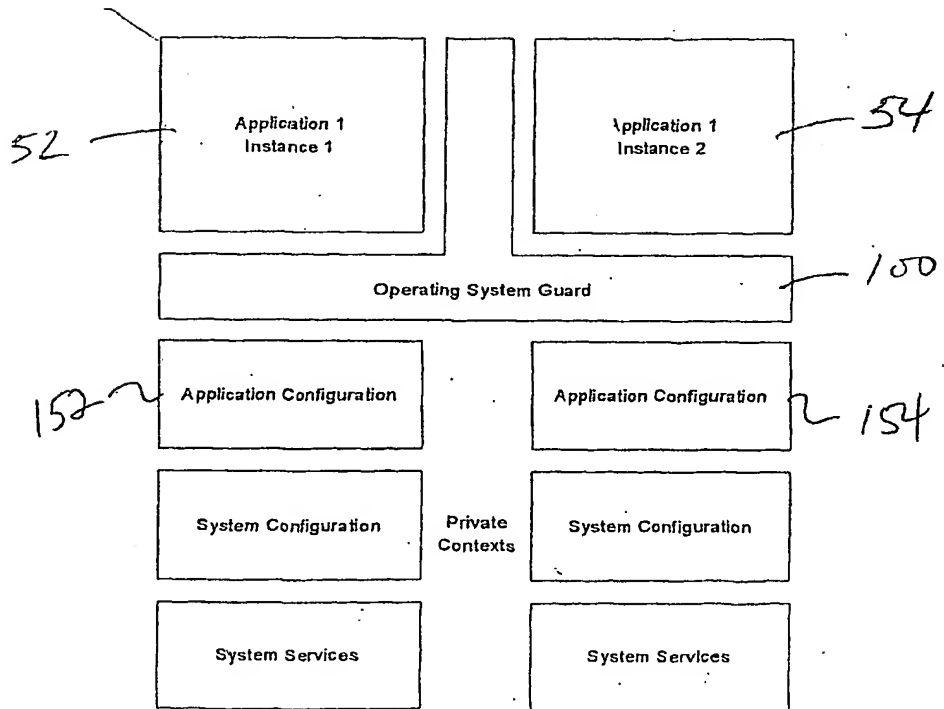 Application 1
Instance 1
Application 1
Instance 2
52
54
Operating System Guard
100
Application Configuration
Application Configuration
152
154
System Configuration
Private
Contexts
System Configuration
System Services
System Services